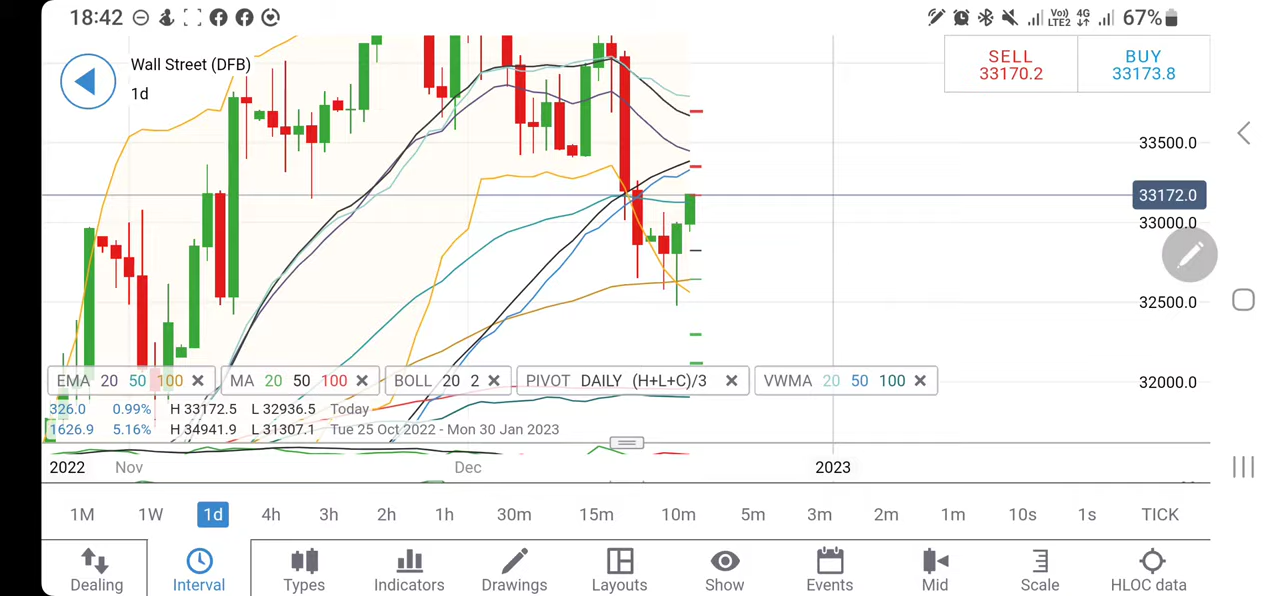 18:42 Vo)) LTE2 4G 67%
Wall Street (DFB)
1d
SELL BUY
33170.2 33173.8
33500.0
33172.0
33000.0
32500.0
32000.0
EMA 20 50 100 MA 20 50 100 BOLL 20 2 PIVOT DAILY (H+L+C)/3 VWMA 20 50 100
326.0 0.99% H 33172.5 L 32936.5 Today
1626.9 5.16% H 34941.9 L 31307.1 Tue 25 Oct 2022 - Mon 30 Jan 2023
2022 Nov Dec 2023
1M 1W 1d 4h 3h 2h 1h 30m 15m 10m 5m 3m 2m 1m 10s 1s TICK
Dealing Interval Types Indicators Drawings Layouts Show Events Mid Scale HLOC data